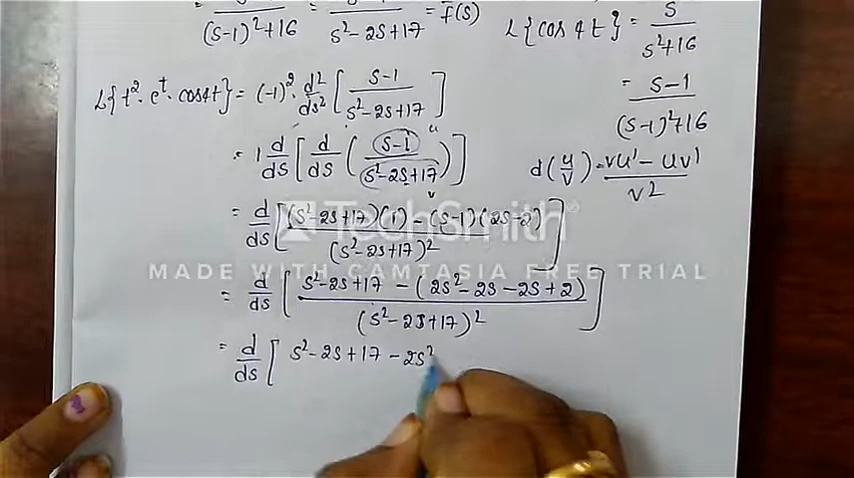 (s-1)²+16   s²-2s+17 = F(s)
L{cos 4t} = s / s²+16
= s-1 / (s-1)²+16
L{t²·e^t·cos4t} = (-1)²· d²/ds² [ s-1 / s²-2s+17 ]
= 1 d/ds [ d/ds ( s-1 / s²-2s+17 ) ] u v
d(u/v) = vu' - uv' / v²
= d/ds [ (s²-2s+17)(1) - (s-1)(2s-2) / (s²-2s+17)² ]
TechSmith®
MADE WITH CAMTASIA FREE TRIAL
= d/ds [ s²-2s+17 - (2s²-2s-2s+2) / (s²-2s+17)² ]
= d/ds [ s²-2s+17-2s²